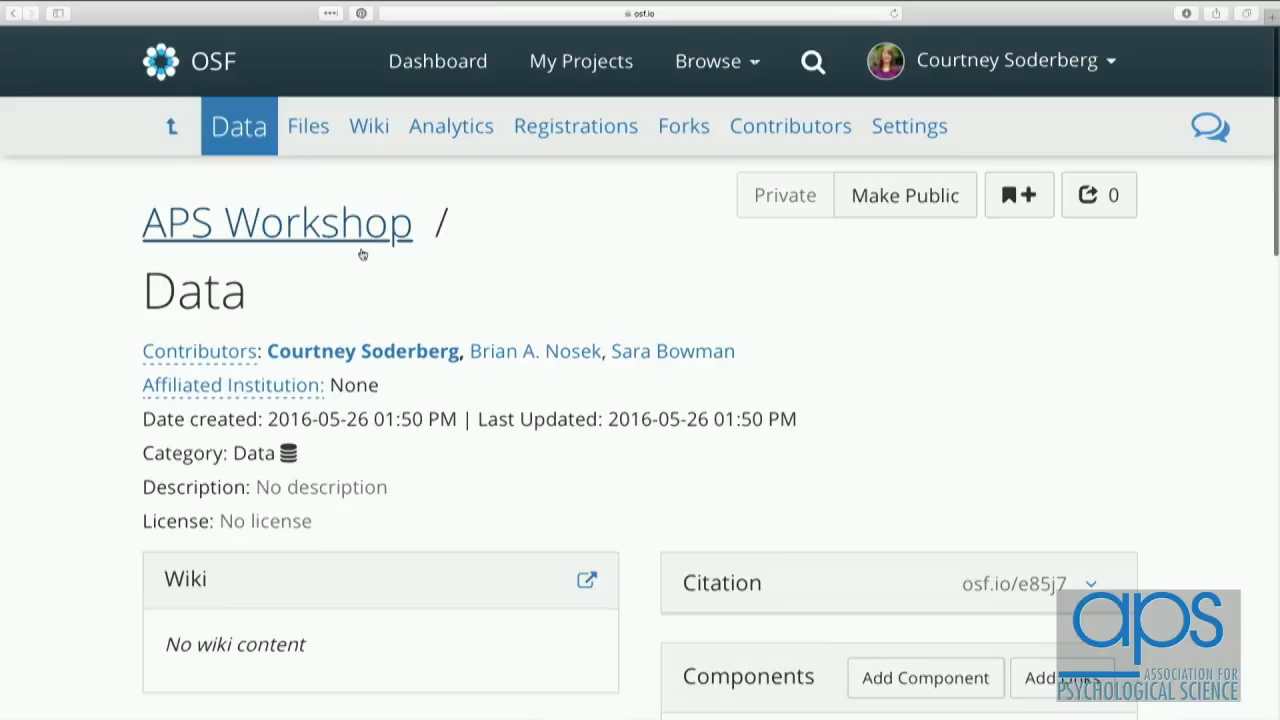 osf.io
OSF Dashboard My Projects Browse Courtney Soderberg
Data Files Wiki Analytics Registrations Forks Contributors Settings
Private Make Public 0
APS Workshop /
Data
Contributors: Courtney Soderberg, Brian A. Nosek, Sara Bowman
Affiliated Institution: None
Date created: 2016-05-26 01:50 PM | Last Updated: 2016-05-26 01:50 PM
Category: Data
Description: No description
License: No license
Wiki
No wiki content
Citation osf.io/e85j7
Components Add Component Add Links
aps
ASSOCIATION FOR
PSYCHOLOGICAL SCIENCE